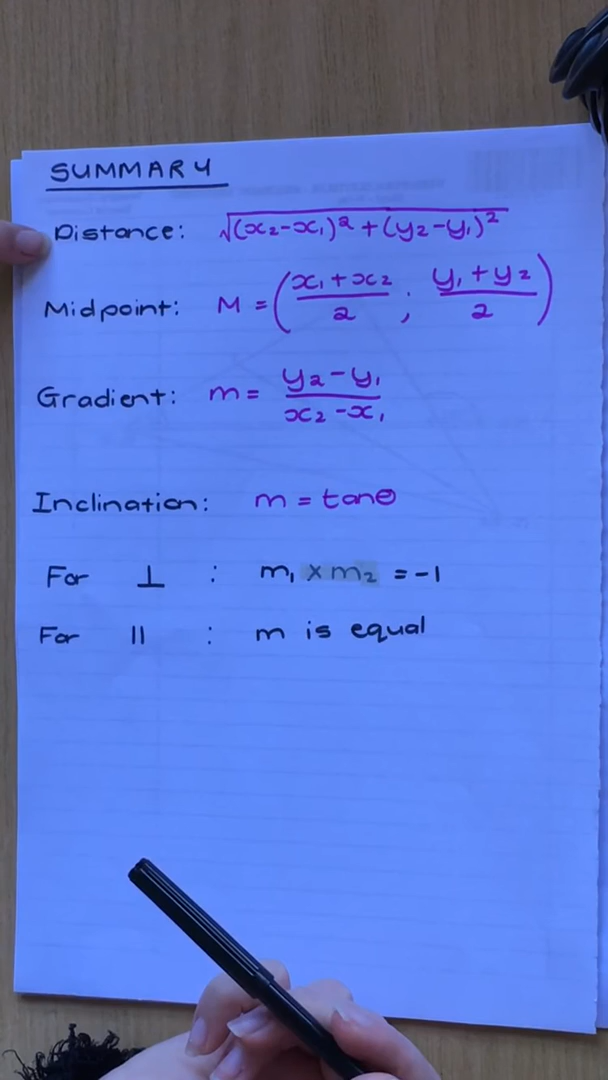 SUMMARY
Distance: √(x₂-x₁)²+(y₂-y₁)²
Midpoint: M = (x₁+x₂/2 ; y₁+y₂/2)
Gradient: m = y₂-y₁/x₂-x₁
Inclination: m = tanθ
For ⊥ : m₁ × m₂ = -1
For || : m is equal